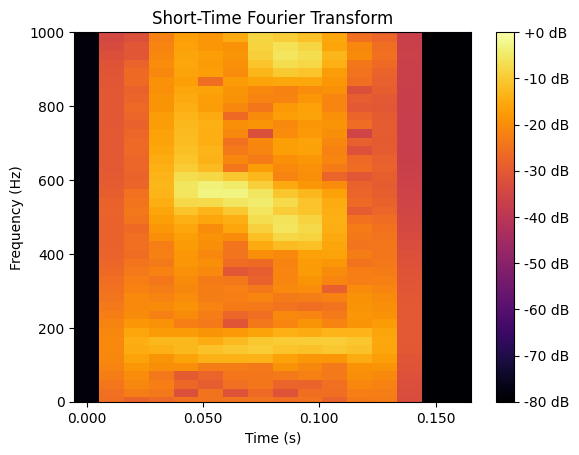 Short-Time Fourier Transform
1000
800
600
400
200
0
Frequency (Hz)
0.000
0.050
0.100
0.150
Time (s)
+0 dB
-10 dB
-20 dB
-30 dB
-40 dB
-50 dB
-60 dB
-70 dB
-80 dB